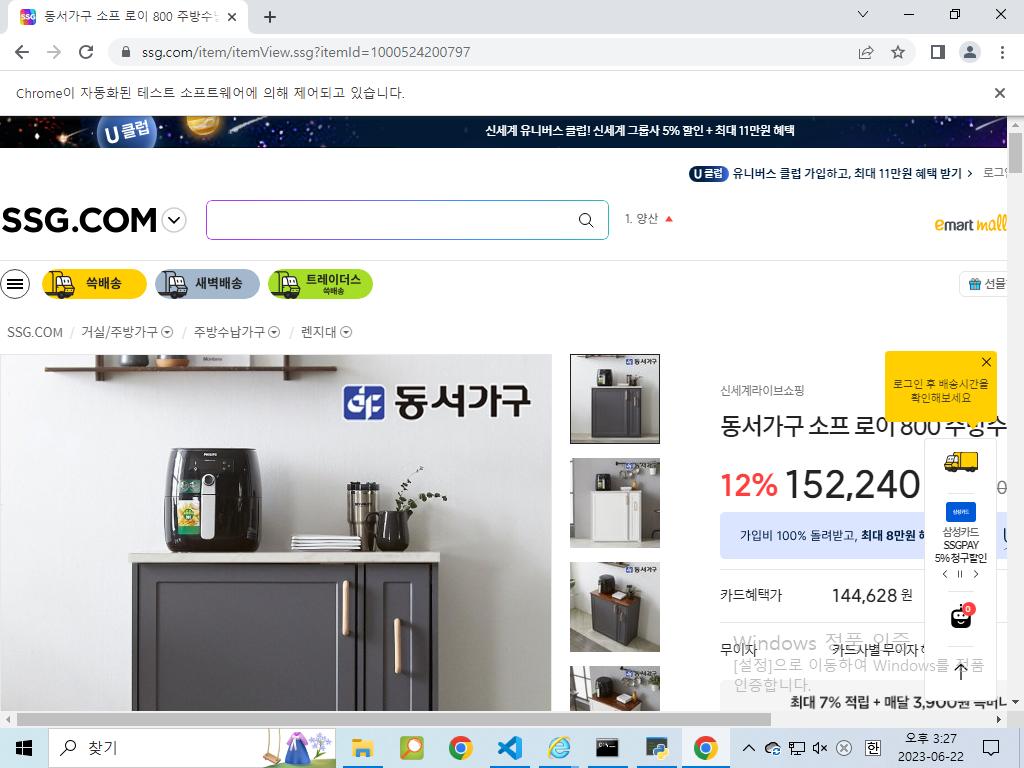 동서가구 소프 로이 800 주방수납
ssg.com/item/itemView.ssg?itemId=1000524200797
Chrome이 자동화된 테스트 소프트웨어에 의해 제어되고 있습니다.
U 클럽
신세계 유니버스 클럽! 신세계 그룹사 5% 할인 + 최대 11만원 혜택
U 클럽 유니버스 클럽 가입하고, 최대 11만원 혜택 받기 > 로그인
SSG.COM
1. 양산
emart mall
쓱배송
새벽배송
트레이더스
쓱배송
선물
SSG.COM / 거실/주방가구 / 주방수납가구 / 렌지대
동서가구
PHILIPS
신세계라이브쇼핑
로그인 후 배송시간을
확인해보세요
동서가구 소프 로이 800 주방수
12% 152,240
가입비 100% 돌려받고, 최대 8만원 혜
삼성카드
삼성카드
SSGPAY
5% 청구할인
카드혜택가 144,628 원
0
무이자 카드사별 무이자
Windows 정품 인증
[설정]으로 이동하여 Windows를 정품
인증합니다.
최대 7% 적립 + 매달 3,900원
찾기
오후 3:27
한
2023-06-22